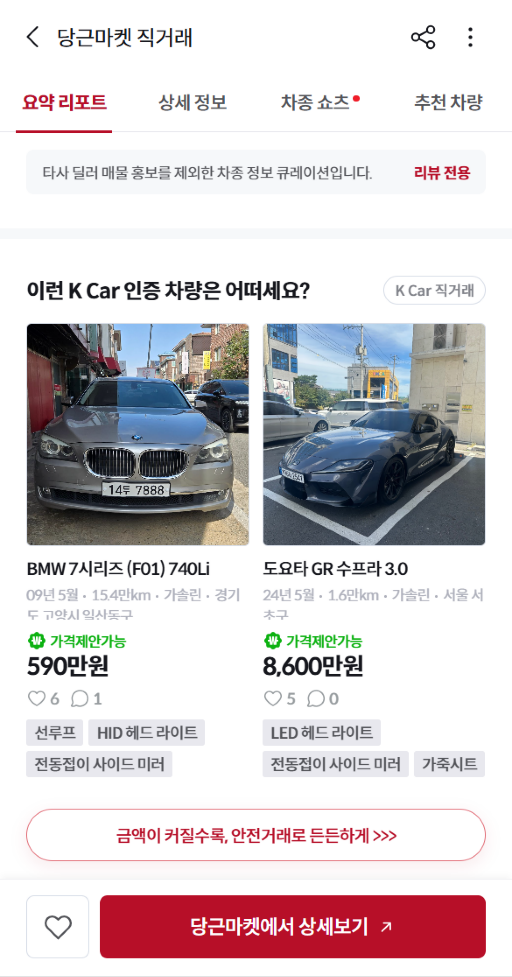 당근마켓 직거래
요약 리포트
상세 정보
차종 쇼츠
추천 차량
타사 딜러 매물 홍보를 제외한 차종 정보 큐레이션입니다.
리뷰 전용
이런 K Car 인증 차량은 어떠세요?
K Car 직거래
14두 7888
BMW 7시리즈 (F01) 740Li
09년 5월 · 15.4만km · 가솔린 · 경기
도 고양시 일산동구
가격제안가능
590만원
6
1
선루프
HID 헤드 라이트
전동접이 사이드 미러
도요타 GR 수프라 3.0
24년 5월 · 1.6만km · 가솔린 · 서울 서
초구
가격제안가능
8,600만원
5
0
LED 헤드 라이트
전동접이 사이드 미러
가죽시트
금액이 커질수록, 안전거래로 든든하게 >>>
당근마켓에서 상세보기